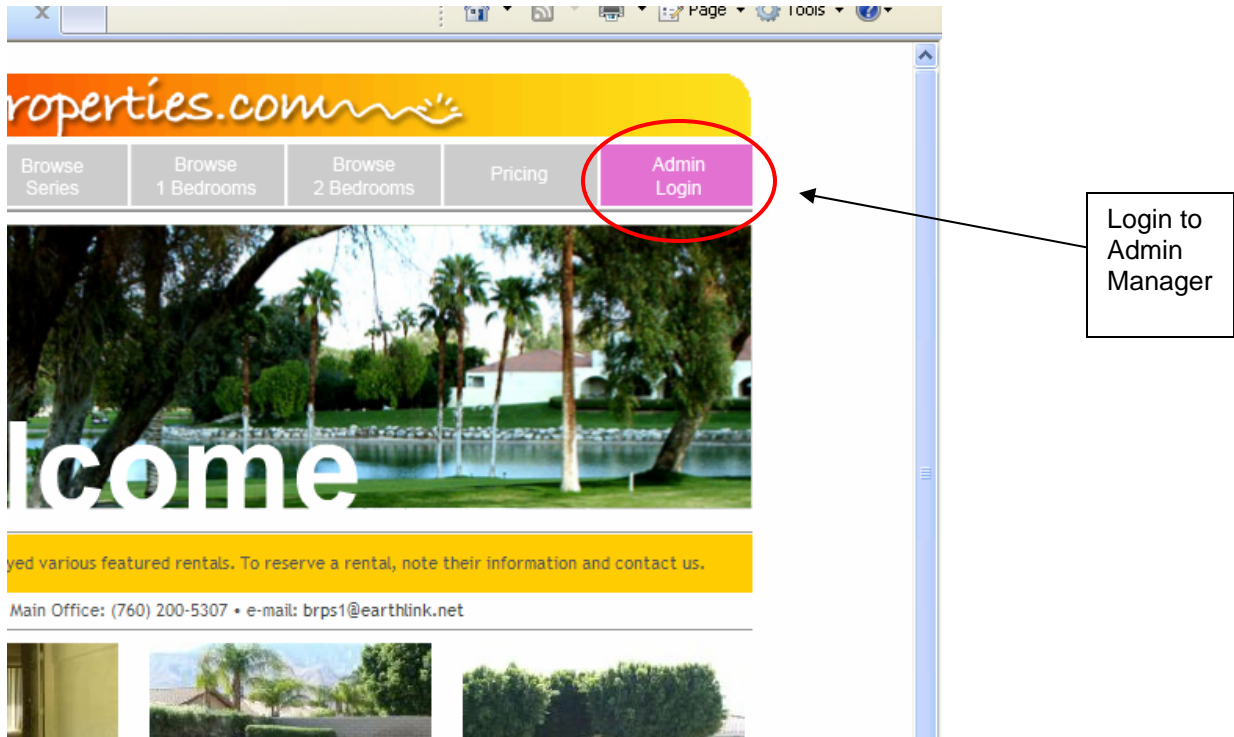 Page
Tools
roperties.com
Browse
Series
Browse
1 Bedrooms
Browse
2 Bedrooms
Pricing
Admin
Login
Login to
Admin
Manager
lcome
yed various featured rentals. To reserve a rental, note their information and contact us.
Main Office: (760) 200-5307 • e-mail: brps1@earthlink.net